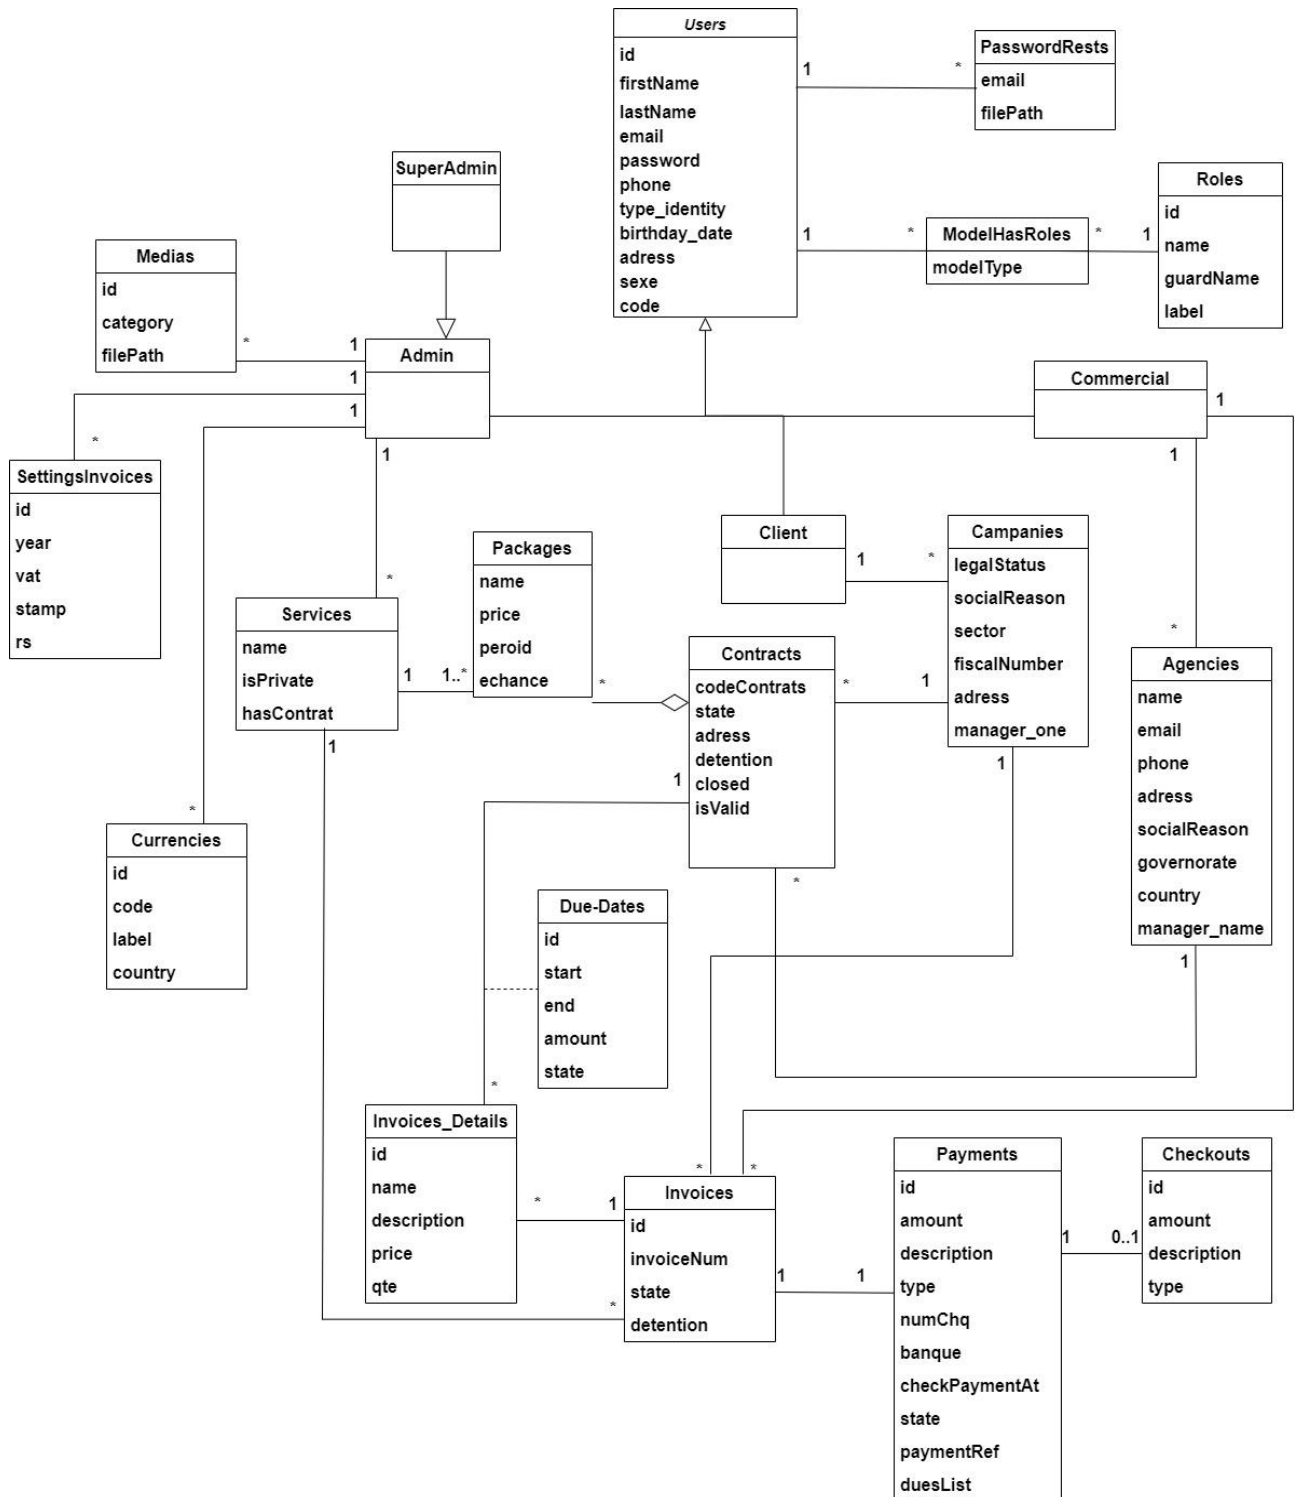 Users
id
firstName
lastName
email
password
phone
type_identity
birthday_date
adress
sexe
code
1
*
PasswordRests
email
filePath
1
*
ModelHasRoles
modelType
*
1
Roles
id
name
guardName
label
SuperAdmin
Medias
id
category
filePath
*
1
1
1
Admin
1
Commercial
1
1
*
SettingsInvoices
id
year
vat
stamp
rs
*
Services
name
isPrivate
hasContrat
1
1
1..*
Packages
name
price
peroid
echance
*
Client
1
*
Campanies
legalStatus
socialReason
sector
fiscalNumber
adress
manager_one
1
Contracts
codeContrats
state
adress
detention
closed
isValid
*
1
1
*
*
Agencies
name
email
phone
adress
socialReason
governorate
country
manager_name
1
*
Currencies
id
code
label
country
Due-Dates
id
start
end
amount
state
*
Invoices_Details
id
name
description
price
qte
*
1
*
*
*
Invoices
id
invoiceNum
state
detention
1
1
Payments
id
amount
description
type
numChq
banque
checkPaymentAt
state
paymentRef
duesList
1
0..1
Checkouts
id
amount
description
type